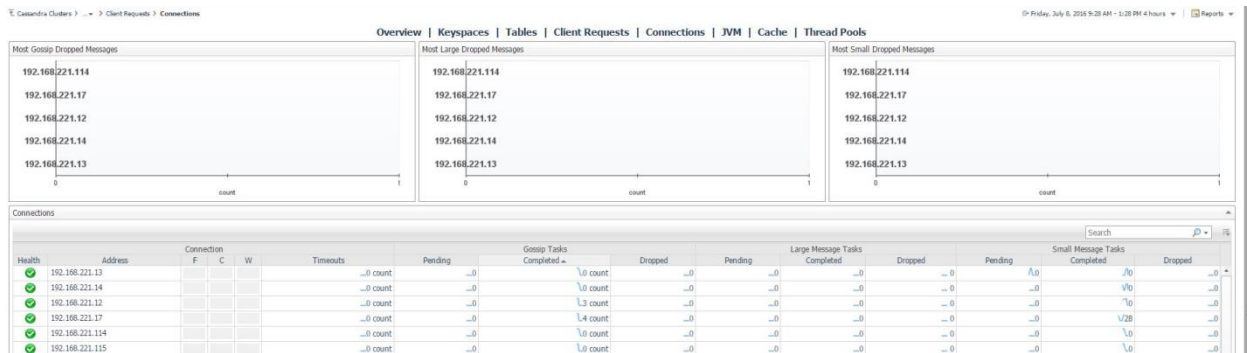 Cassandra Clusters > ... > Client Requests > Connections
Friday, July 8, 2016 9:28 AM - 1:28 PM 4 hours | Reports
Overview | Keyspaces | Tables | Client Requests | Connections | JVM | Cache | Thread Pools
Most Gossip Dropped Messages
192.168.221.114
192.168.221.17
192.168.221.12
192.168.221.14
192.168.221.13
0 1
count
Most Large Dropped Messages
192.168.221.114
192.168.221.17
192.168.221.12
192.168.221.14
192.168.221.13
0 1
count
Most Small Dropped Messages
192.168.221.114
192.168.221.17
192.168.221.12
192.168.221.14
192.168.221.13
0 1
count
Connections
Search
Connection Gossip Tasks Large Message Tasks Small Message Tasks
Health Address F C W Timeouts Pending Completed Dropped Pending Completed Dropped Pending Completed Dropped
192.168.221.13 ...0 count ...0 0 count ...0 ...0 ...0 ... 0 0 0 ...0
192.168.221.14 ...0 count ...0 0 count ...0 ...0 ...0 ... 0 ...0 0 ...0
192.168.221.12 ...0 count ...0 3 count ...0 ...0 ...0 ... 0 ...0 0 ...0
192.168.221.17 ...0 count ...0 4 count ...0 ...0 ...0 ... 0 ...0 28 ...0
192.168.221.114 ...0 count ...0 0 count ...0 ...0 ...0 ... 0 ...0 0 ...0
192.168.221.115 ...0 count ...0 0 count ...0 ...0 ...0 ... 0 ...0 0 ...0